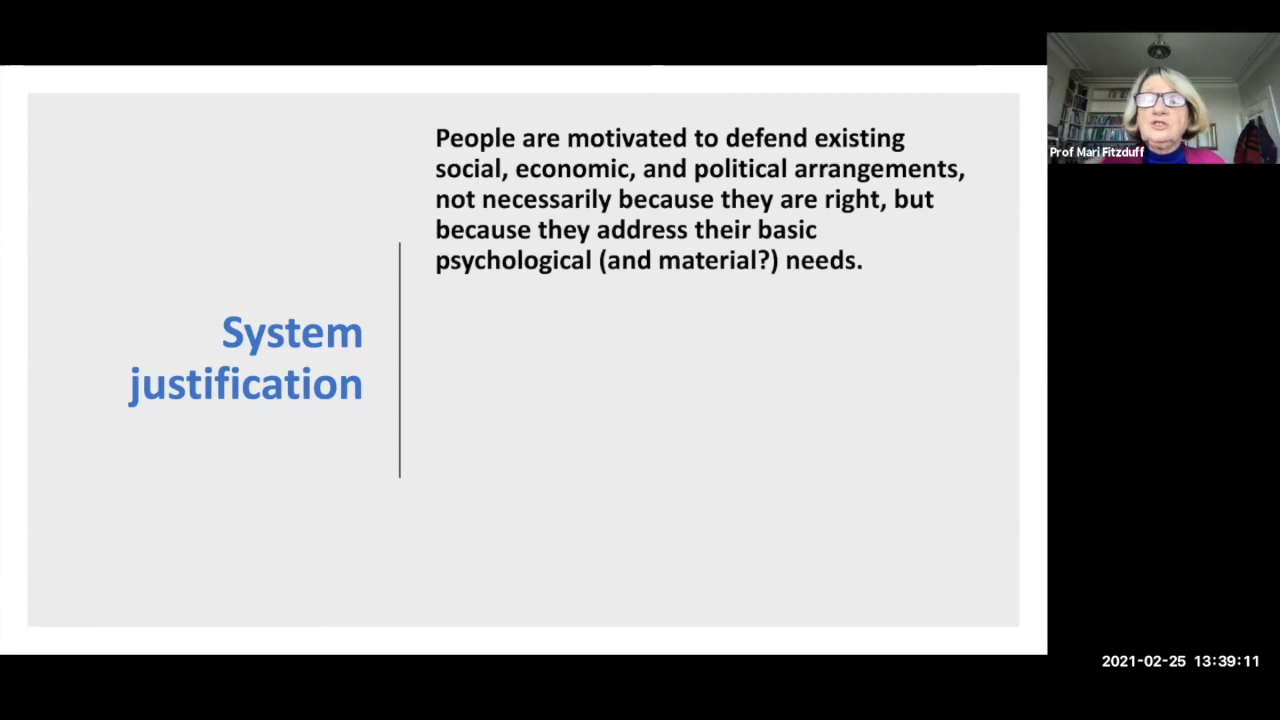 System
justification
People are motivated to defend existing
social, economic, and political arrangements,
not necessarily because they are right, but
because they address their basic
psychological (and material?) needs.
Prof Mari Fitzduff
2021-02-25 13:39:11